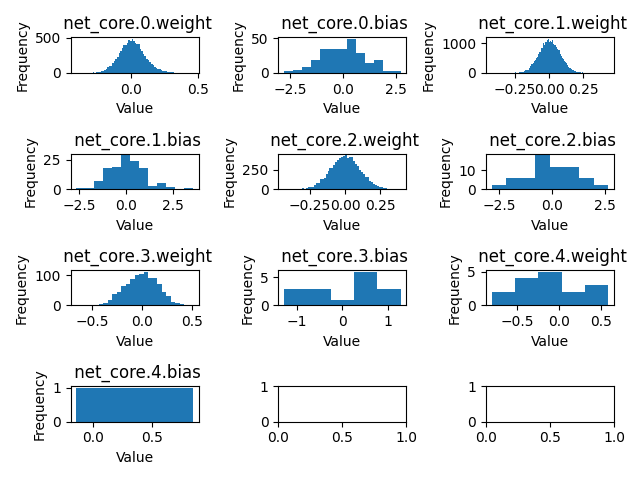 net_core.0.weight
Frequency
500
0
0.0
0.5
Value
net_core.0.bias
Frequency
50
0
−2.5
0.0
2.5
Value
net_core.1.weight
Frequency
1000
0
−0.25
0.00
0.25
Value
net_core.1.bias
Frequency
25
0
−2.5
0.0
2.5
Value
net_core.2.weight
Frequency
250
0
−0.25
0.00
0.25
Value
net_core.2.bias
Frequency
10
0
−2.5
0.0
2.5
Value
net_core.3.weight
Frequency
100
0
−0.5
0.0
0.5
Value
net_core.3.bias
Frequency
5
0
−1
0
1
Value
net_core.4.weight
Frequency
5
0
−0.5
0.0
0.5
Value
net_core.4.bias
Frequency
1
0
0.0
0.5
Value
1
0
0.0
0.5
1.0
1
0
0.0
0.5
1.0